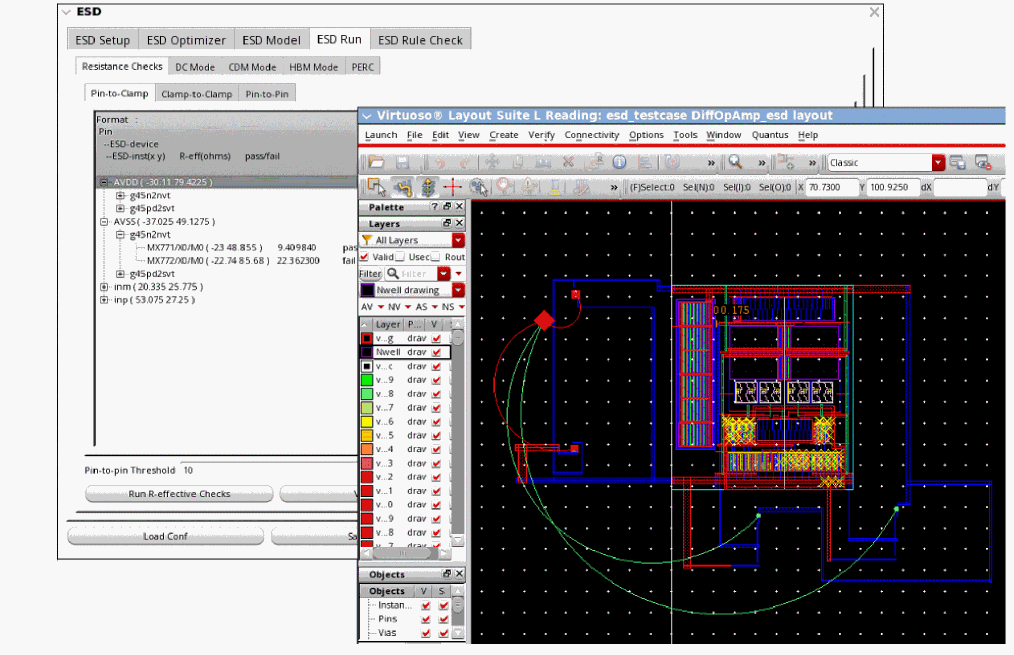 ESD
ESD Setup ESD Optimizer ESD Model ESD Run ESD Rule Check
Resistance Checks DC Mode CDM Mode HBM Mode PERC
Pin-to-Clamp Clamp-to-Clamp Pin-to-Pin
Format :
Pin
--ESD-device
--ESD-inst(x y) R-eff(ohms) pass/fail
AVDD ( -30.11 79.4225 )
g45n2nvt
g45pd2svt
AVSS ( -37.025 49.1275 )
g45n2nvt
MX771/X0/M0 ( -23 48.855 ) 9.409840 pas
MX772/X0/M0 ( -22.74 85.68 ) 22.362300 fail
g45pd2svt
inm ( 20.335 25.775 )
inp ( 53.075 27.25 )
Pin-to-pin Threshold 10
Run R-effective Checks V
Load Conf Sa
Virtuoso® Layout Suite L Reading: esd_testcase DiffOpAmp_esd layout
Launch File Edit View Create Verify Connectivity Options Tools Window Quantus Help
» » » Classic
» (F)Select:0 Sel(N):0 Sel(I):0 Sel(O):0 X 70.7300 Y 100.9250 dX dY
Palette
Layers
All Layers
Valid Usec Rout
Filter Filter
Nwell drawing
AV NV AS NS
Layer P... V
v...g drav
Nwell drav
v...c drav
v...9 drav
v...8 drav
v...7 drav
v...6 drav
v...5 drav
v...4 drav
v...3 drav
v...2 drav
v...1 drav
v...0 drav
v...9 drav
v...8 drav
v...7 drav
Objects
Objects V S
Instan...
Pins
Vias
0.175